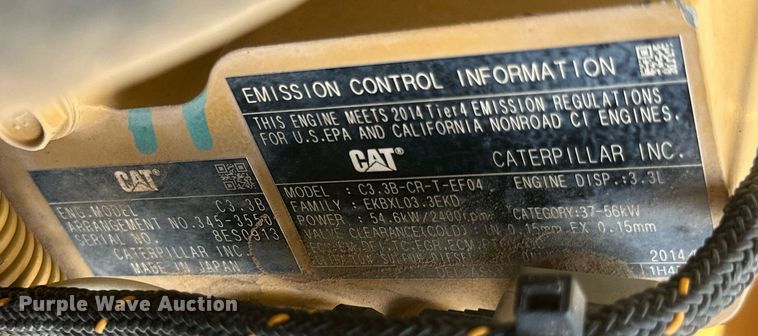 CAT
ENG.MODEL C3.3B
ARRANGEMENT NO.345-3550
SERIAL NO. 8ES0313
CATERPILLAR INC.
MADE IN JAPAN
EMISSION CONTROL INFORMATION
THIS ENGINE MEETS 2014 Tier4 EMISSION REGULATIONS
FOR U.S.EPA AND CALIFORNIA NONROAD CI ENGINES.
CAT CATERPILLAR INC.
MODEL : C3.3B-CR-T-EF04 ENGINE DISP.:3.3L
FAMILY : EKBXL03.3EKD
POWER : 54.6kW/2400rpm CATEGORY:37-56kW
VALVE CLEARANCE(COLD) IN 0.15mm EX 0.15mm
2014
DIESEL
Purple Wave Auction